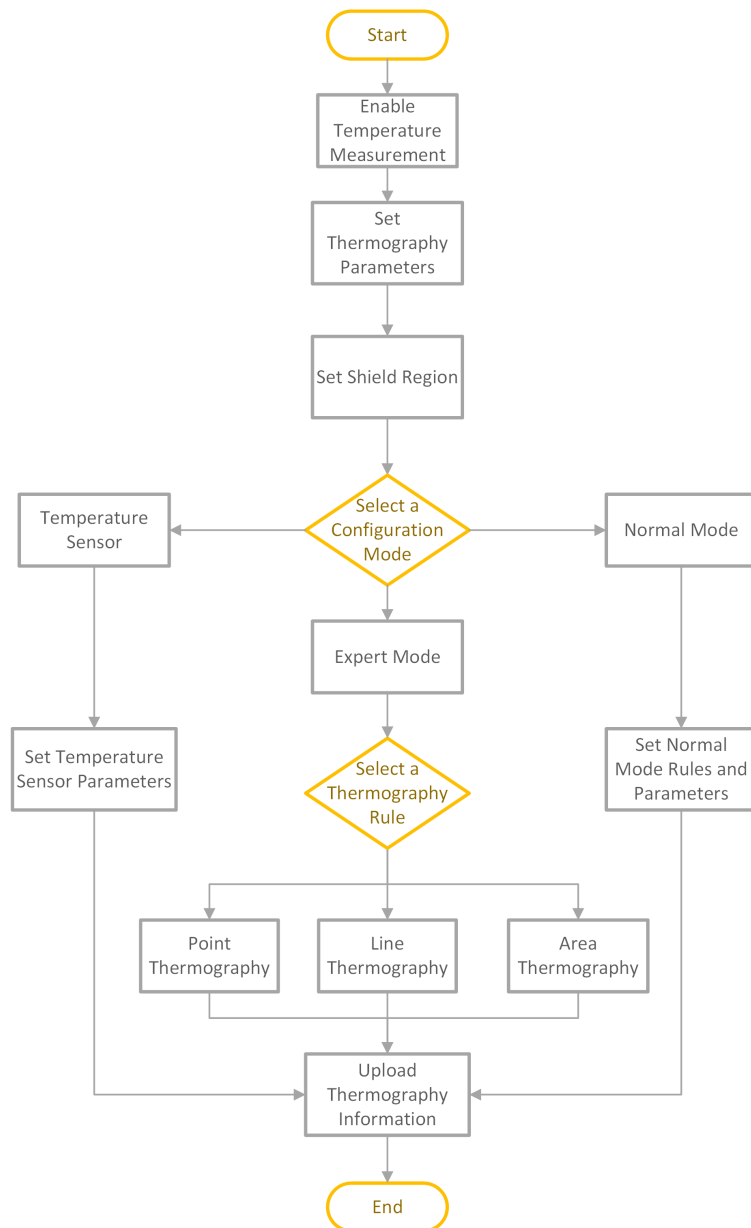 Start
Enable
Temperature
Measurement
Set
Thermography
Parameters
Set Shield Region
Select a
Configuration
Mode
Temperature
Sensor
Normal Mode
Expert Mode
Set Temperature
Sensor Parameters
Select a
Thermography
Rule
Set Normal
Mode Rules and
Parameters
Point
Thermography
Line
Thermography
Area
Thermography
Upload
Thermography
Information
End